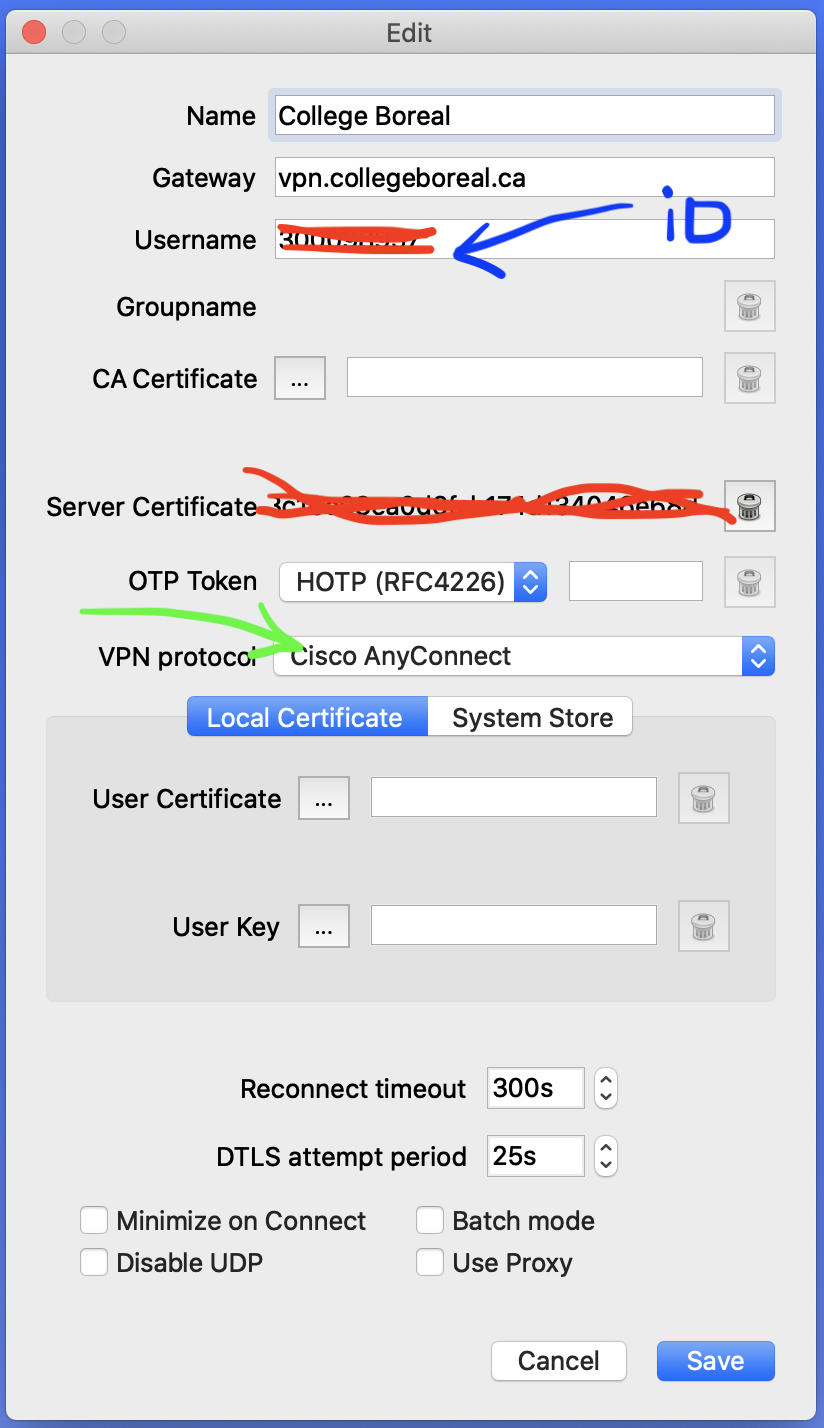 Edit
Name College Boreal
Gateway vpn.collegeboreal.ca
iD
Username
Groupname
CA Certificate ...
Server Certificate
OTP Token HOTP (RFC4226)
VPN protocol Cisco AnyConnect
Local Certificate System Store
User Certificate ...
User Key ...
Reconnect timeout 300s
DTLS attempt period 25s
Minimize on Connect Batch mode
Disable UDP Use Proxy
Cancel Save